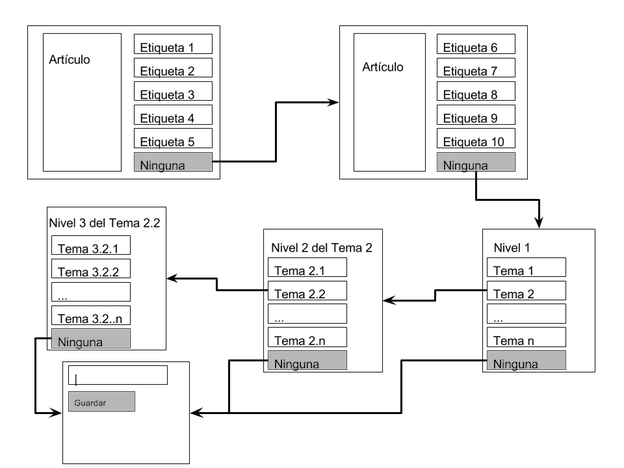 Artículo
Etiqueta 1
Etiqueta 2
Etiqueta 3
Etiqueta 4
Etiqueta 5
Ninguna
Artículo
Etiqueta 6
Etiqueta 7
Etiqueta 8
Etiqueta 9
Etiqueta 10
Ninguna
Nivel 1
Tema 1
Tema 2
...
Tema n
Ninguna
Nivel 2 del Tema 2
Tema 2.1
Tema 2.2
...
Tema 2.n
Ninguna
Nivel 3 del Tema 2.2
Tema 3.2.1
Tema 3.2.2
...
Tema 3.2..n
Ninguna
Guardar